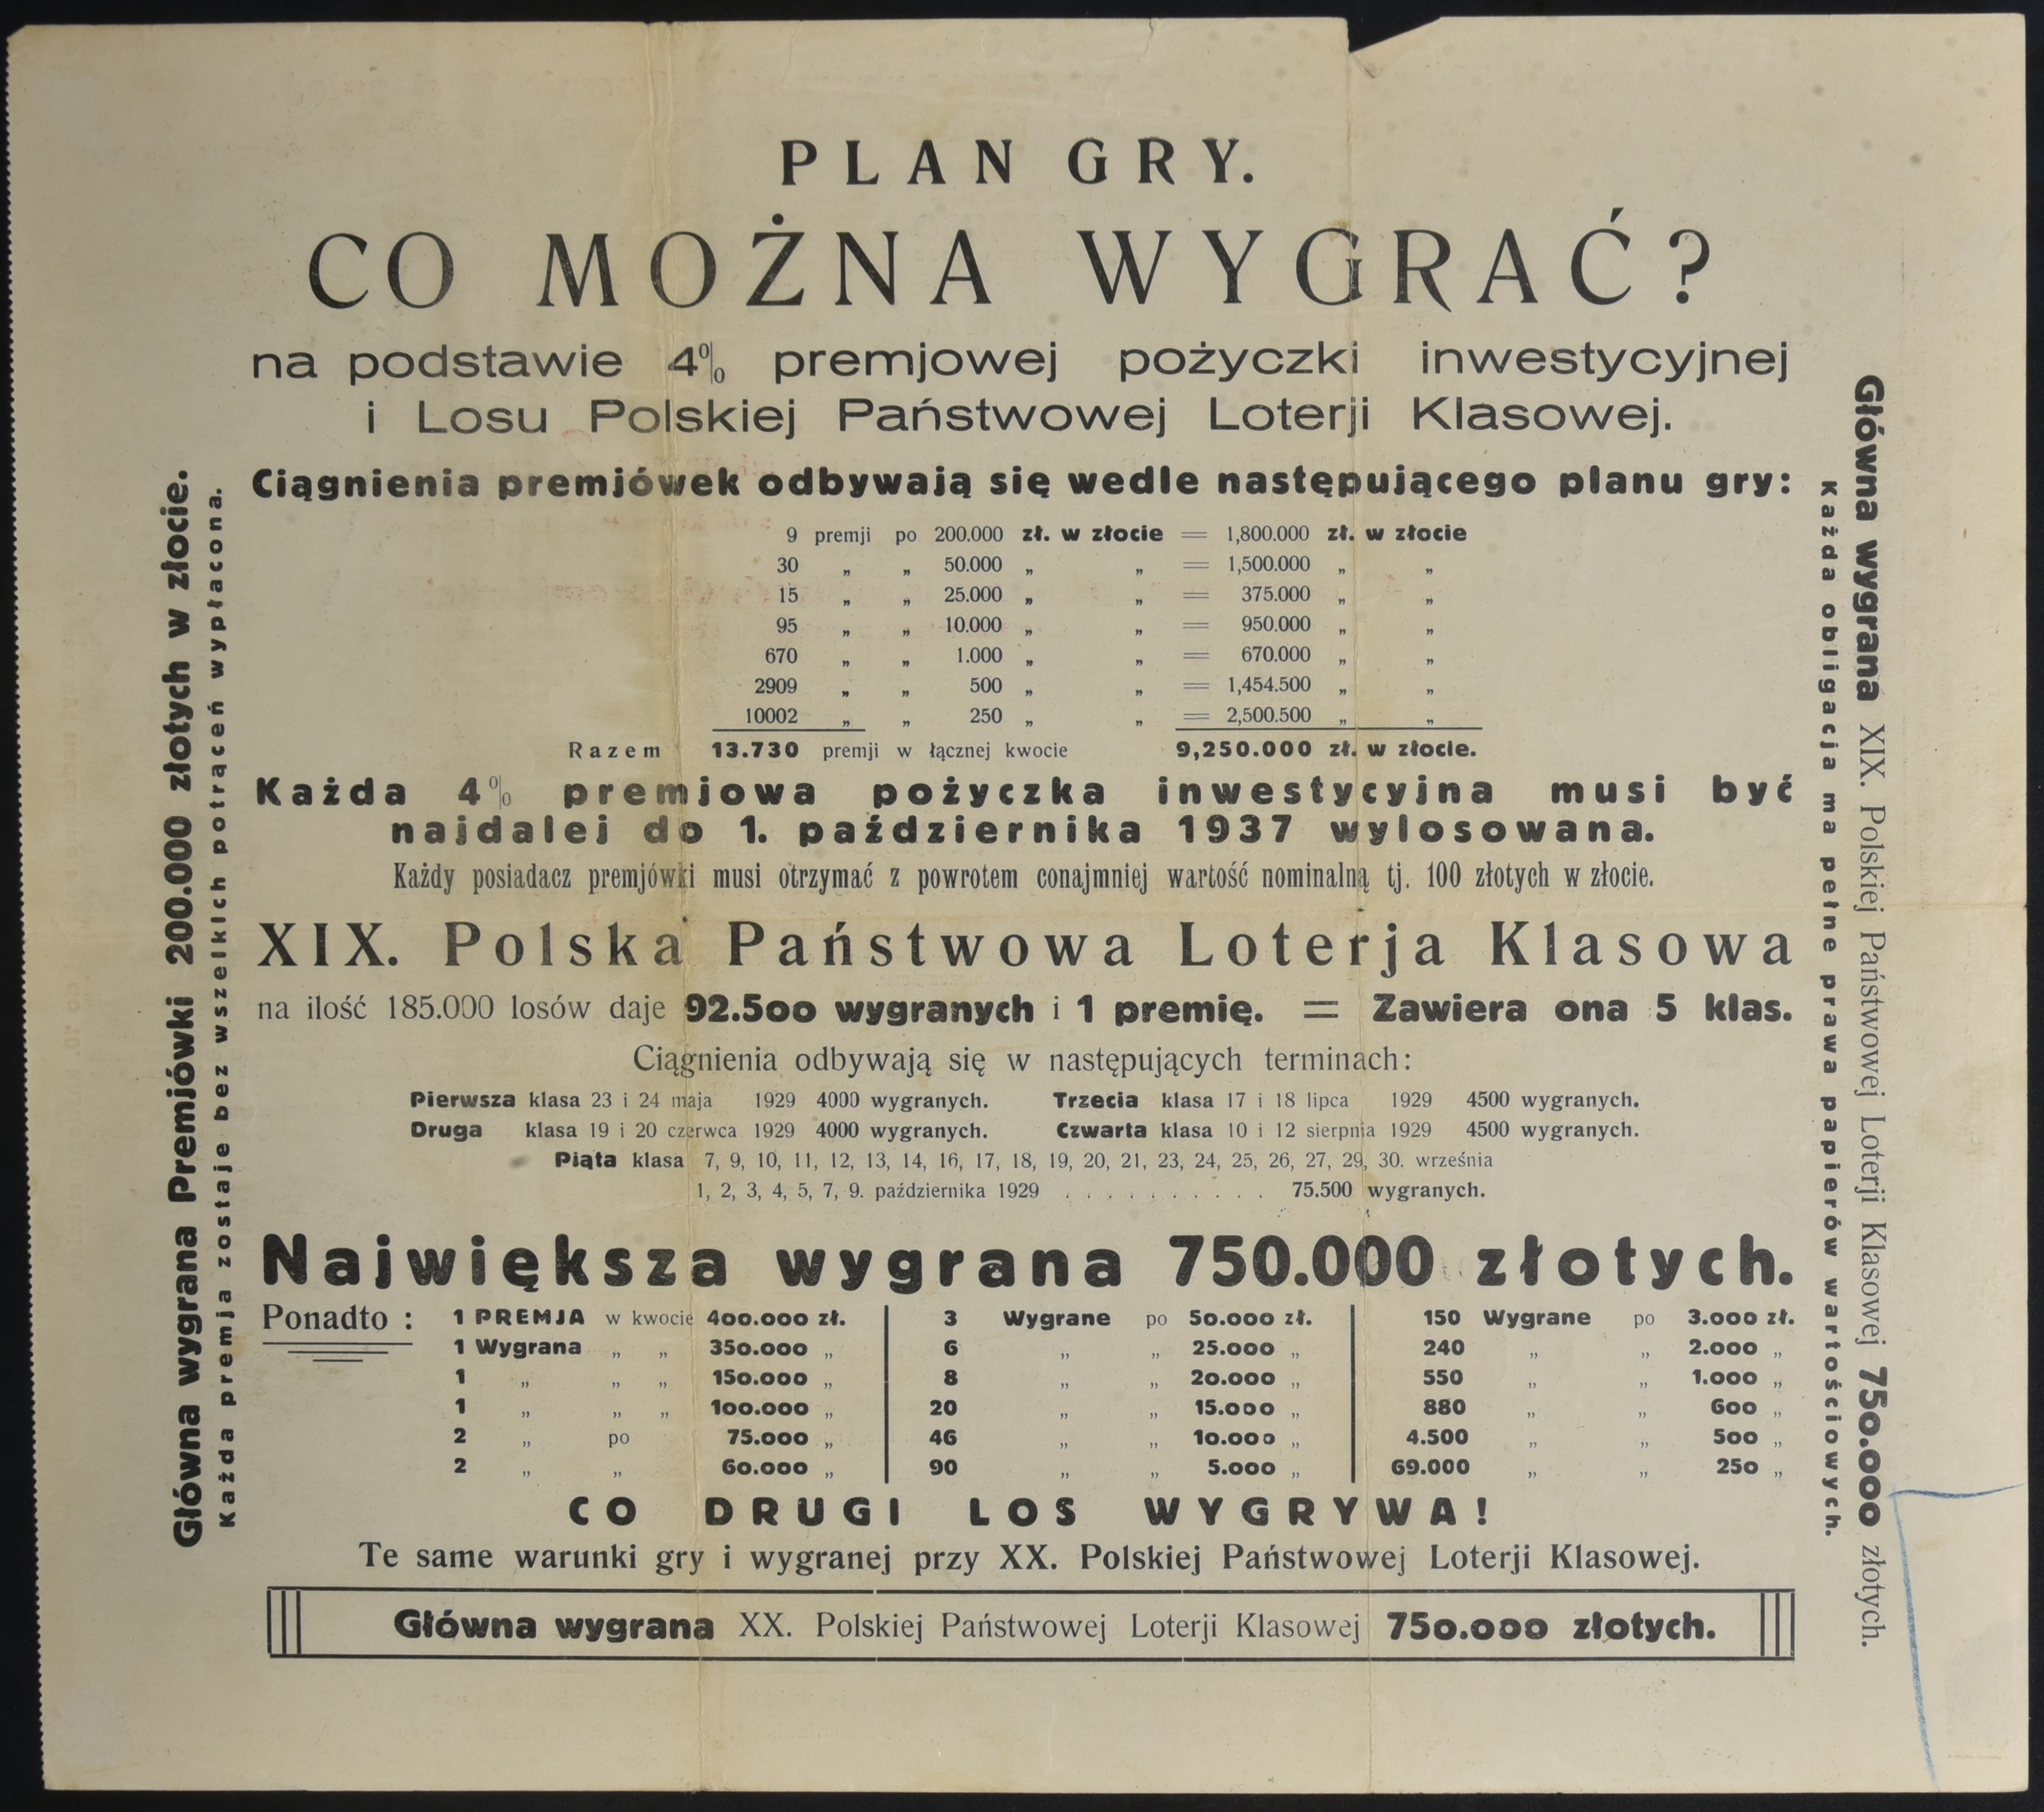 PLAN GRY.
CO MOŻNA WYGRAĆ?
na podstawie 4% premjowej pożyczki inwestycyjnej
i Losu Polskiej Państwowej Loterji Klasowej.
Ciągnienia premjówek odbywają się wedle następującego planu gry:
9 premji po 200.000 zł. w złocie = 1,800.000 zł. w złocie
30 „ „ 50.000 „ „ = 1,500.000 „ „
15 „ „ 25.000 „ „ = 375.000 „ „
95 „ „ 10.000 „ „ = 950.000 „ „
670 „ „ 1.000 „ „ = 670.000 „ „
2909 „ „ 500 „ „ = 1,454.500 „ „
10002 „ „ 250 „ „ = 2,500.500 „ „
Razem 13.730 premji w łącznej kwocie 9,250.000 zł. w złocie.
Każda 4% premjowa pożyczka inwestycyjna musi być
najdalej do 1. października 1937 wylosowana.
Każdy posiadacz premjówki musi otrzymać z powrotem conajmniej wartość nominalną tj. 100 złotych w złocie.
XIX. Polska Państwowa Loterja Klasowa
na ilość 185.000 losów daje 92.500 wygranych i 1 premię. = Zawiera ona 5 klas.
Ciągnienia odbywają się w następujących terminach:
Pierwsza klasa 23 i 24 maja 1929 4000 wygranych. Trzecia klasa 17 i 18 lipca 1929 4500 wygranych.
Druga klasa 19 i 20 czerwca 1929 4000 wygranych. Czwarta klasa 10 i 12 sierpnia 1929 4500 wygranych.
Piąta klasa 7, 9, 10, 11, 12, 13, 14, 16, 17, 18, 19, 20, 21, 23, 24, 25, 26, 27, 29, 30. września
1, 2, 3, 4, 5, 7, 9. października 1929 . . . . . . . . . . 75.500 wygranych.
Największa wygrana 750.000 złotych.
Ponadto : 1 PREMJA w kwocie 400.000 zł. 3 Wygrane po 50.000 zł. 150 Wygrane po 3.000 zł.
1 Wygrana „ „ 350.000 „ 6 „ „ 25.000 „ 240 „ „ 2.000 „
1 „ „ „ 150.000 „ 8 „ „ 20.000 „ 550 „ „ 1.000 „
1 „ „ „ 100.000 „ 20 „ „ 15.000 „ 880 „ „ 600 „
2 „ po 75.000 „ 46 „ „ 10.000 „ 4.500 „ „ 500 „
2 „ „ 60.000 „ 90 „ „ 5.000 „ 69.000 „ „ 250 „
CO DRUGI LOS WYGRYWA!
Te same warunki gry i wygranej przy XX. Polskiej Państwowej Loterji Klasowej.
Główna wygrana XX. Polskiej Państwowej Loterji Klasowej 750.000 złotych.
Główna wygrana Premjówki 200.000 złotych w złocie.
Każda premja zostaje bez wszelkich potrąceń wypłacona.
Główna wygrana XIX. Polskiej Państwowej Loterji Klasowej 750.000 złotych.
Każda obligacja ma pełne prawa papierów wartościowych.